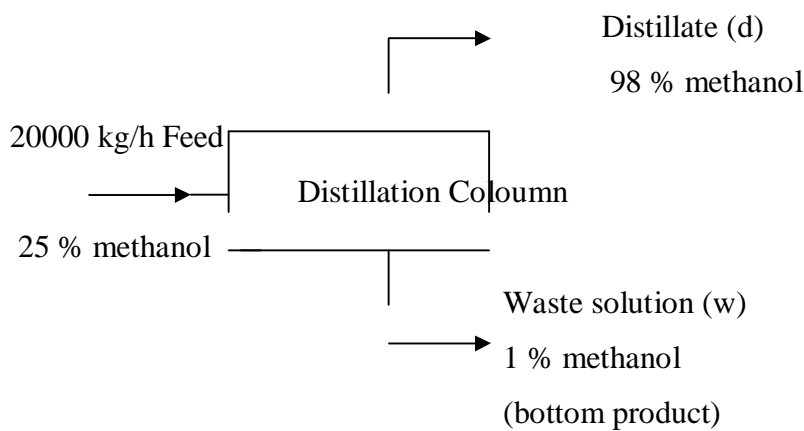 Distillate (d)
98 % methanol
20000 kg/h Feed
Distillation Coloumn
25 % methanol
Waste solution (w)
1 % methanol
(bottom product)